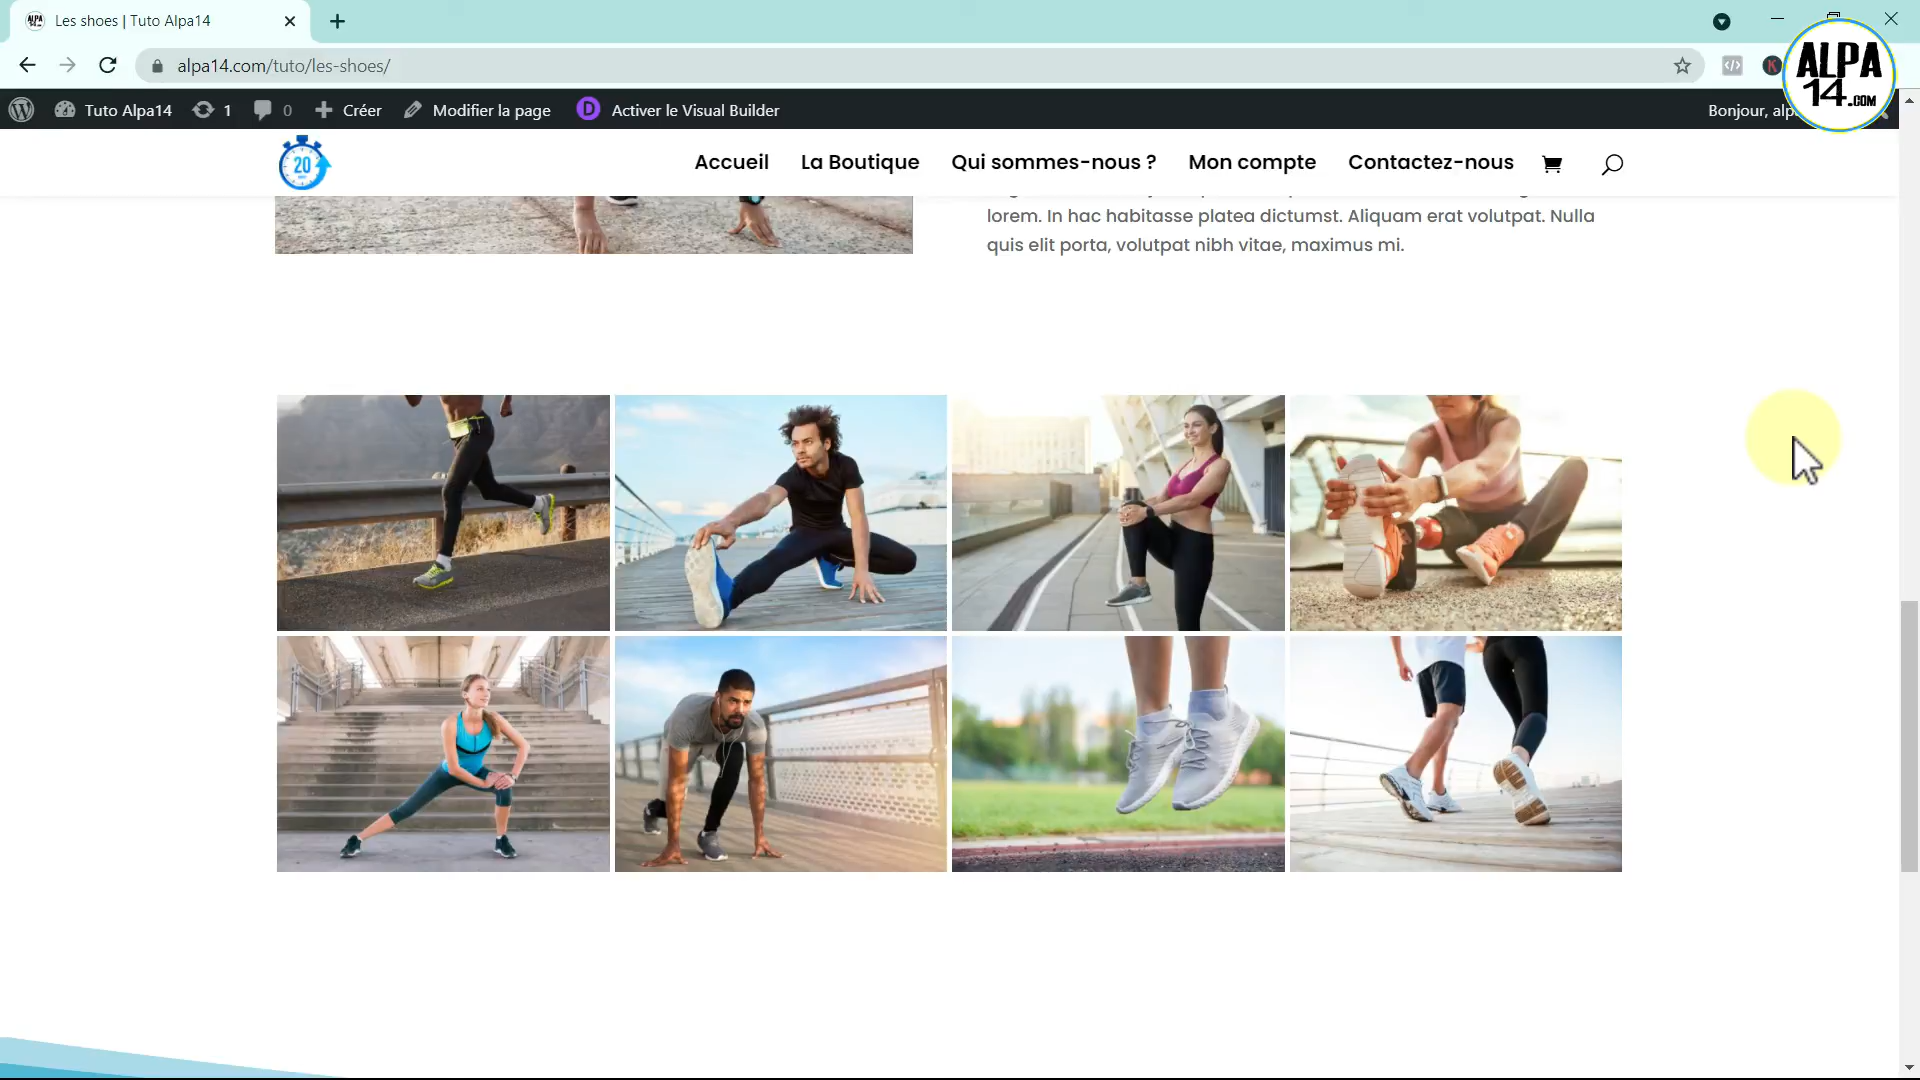 Les shoes | Tuto Alpa14
alpa14.com/tuto/les-shoes/
K
ALPA
14.COM
Tuto Alpa14
1
0
Créer
Modifier la page
D
Activer le Visual Builder
Bonjour,
20
Accueil
La Boutique
Qui sommes-nous ?
Mon compte
Contactez-nous
lorem. In hac habitasse platea dictumst. Aliquam erat volutpat. Nulla
quis elit porta, volutpat nibh vitae, maximus mi.